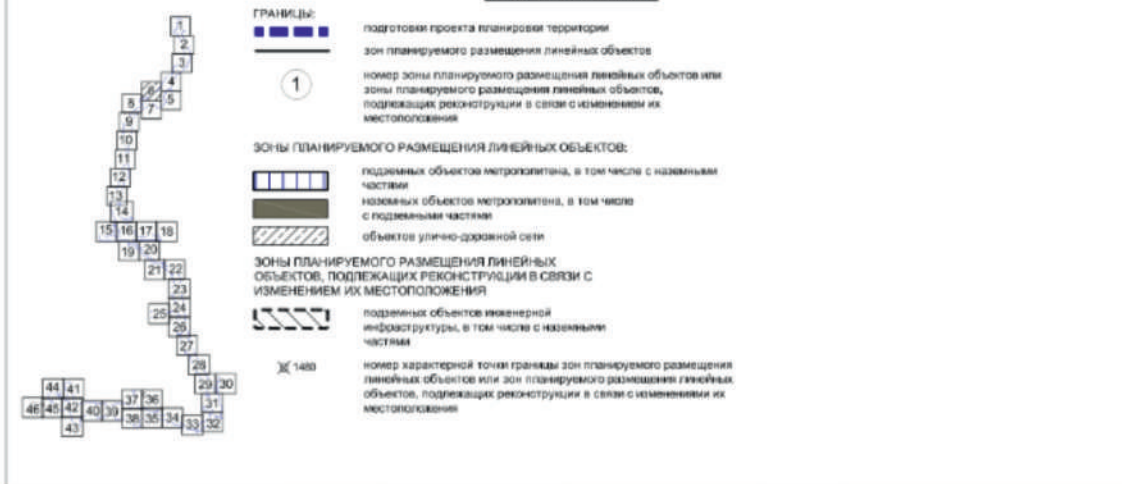 ГРАНИЦЫ:
подготовки проекта планировки территории
зон планируемого размещения линейных объектов
1
номер зоны планируемого размещения линейных объектов или
зоны планируемого размещения линейных объектов,
подлежащих реконструкции в связи с изменением их
местоположения
ЗОНЫ ПЛАНИРУЕМОГО РАЗМЕЩЕНИЯ ЛИНЕЙНЫХ ОБЪЕКТОВ:
подземных объектов метрополитена, в том числе с наземными
частями
наземных объектов метрополитена, в том числе
с подземными частями
объектов улично-дорожной сети
ЗОНЫ ПЛАНИРУЕМОГО РАЗМЕЩЕНИЯ ЛИНЕЙНЫХ
ОБЪЕКТОВ, ПОДЛЕЖАЩИХ РЕКОНСТРУКЦИИ В СВЯЗИ С
ИЗМЕНЕНИЕМ ИХ МЕСТОПОЛОЖЕНИЯ
подземных объектов инженерной
инфраструктуры, в том числе с наземными
частями
1480
номер характерной точки границы зон планируемого размещения
линейных объектов или зон планируемого размещения линейных
объектов, подлежащих реконструкции в связи с изменениями их
местоположения
1
2
3
4
6 5
8 7
9
10
11
12
13
14
15 16 17 18
19 20
21 22
23
25 24
26
27
28
29 30
44 41
37 36 31
46 45 42 40 39
38 35 34 33 32
43